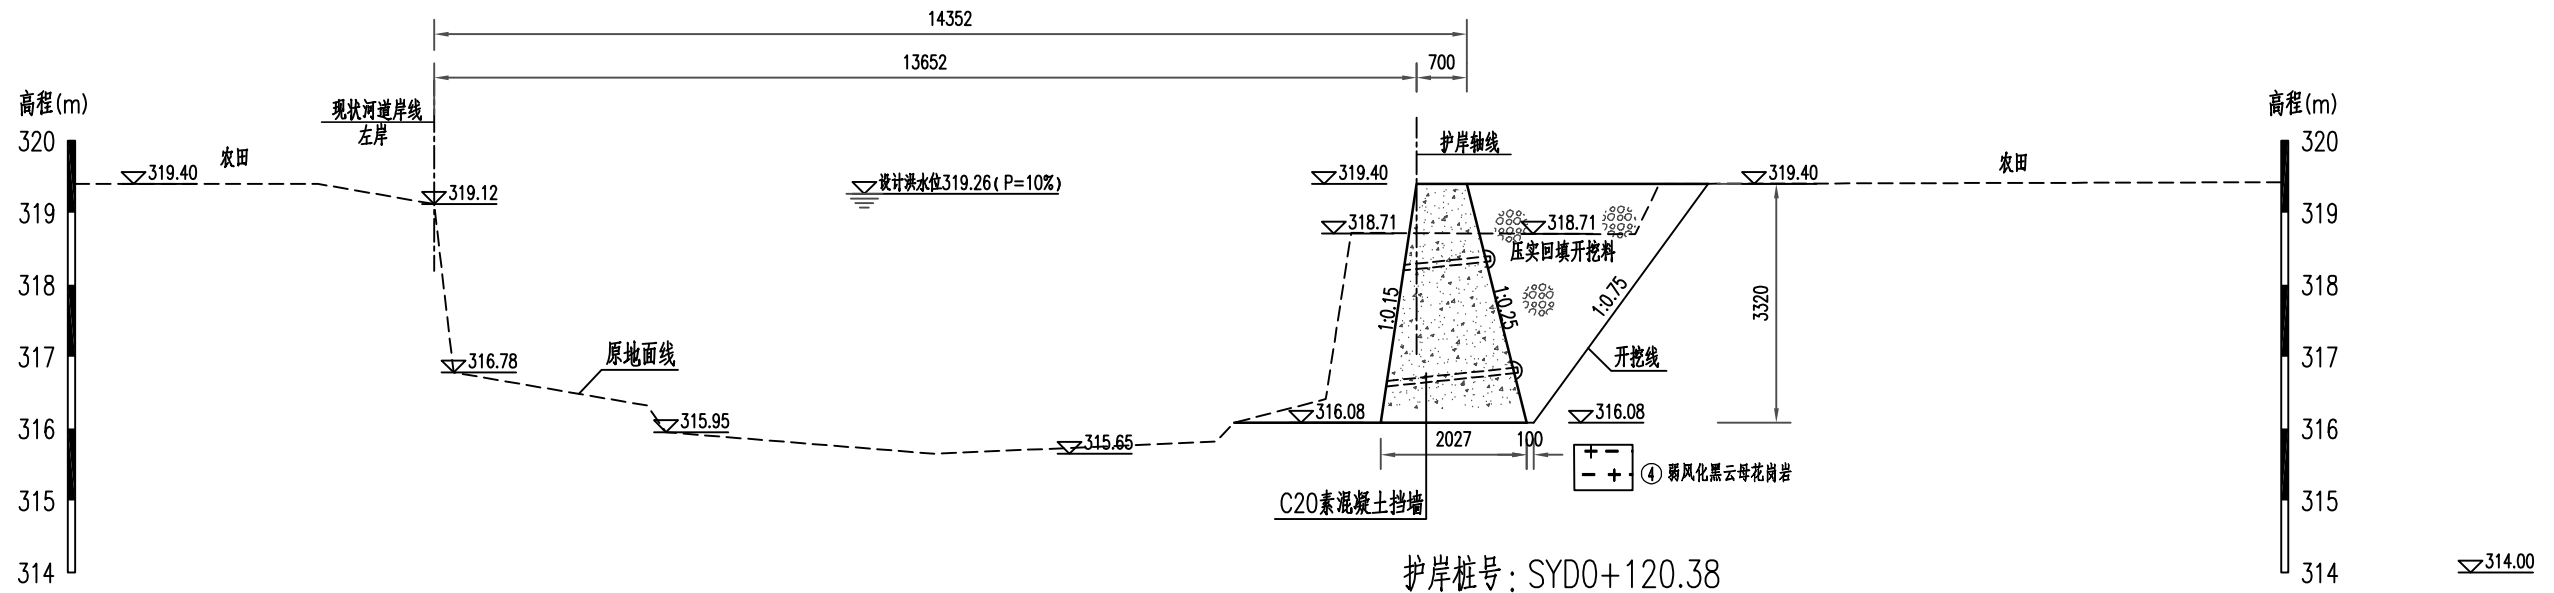 14352
13652
700
高程(m)
高程(m)
现状河道岸线
左岸
护岸轴线
320
320
农田
农田
319.40
319.12
设计洪水位319.26(P=10%)
319.40
319.40
319
319
318.71
318.71
压实回填开挖料
318
318
1:0.15
1:0.25
1:0.75
3320
317
317
316.78
原地面线
开挖线
316
316
315.95
315.65
316.08
316.08
2027
100
④ 弱风化黑云母花岗岩
315
315
C20素混凝土挡墙
314
314
314.00
护岸桩号: SYD0+120.38